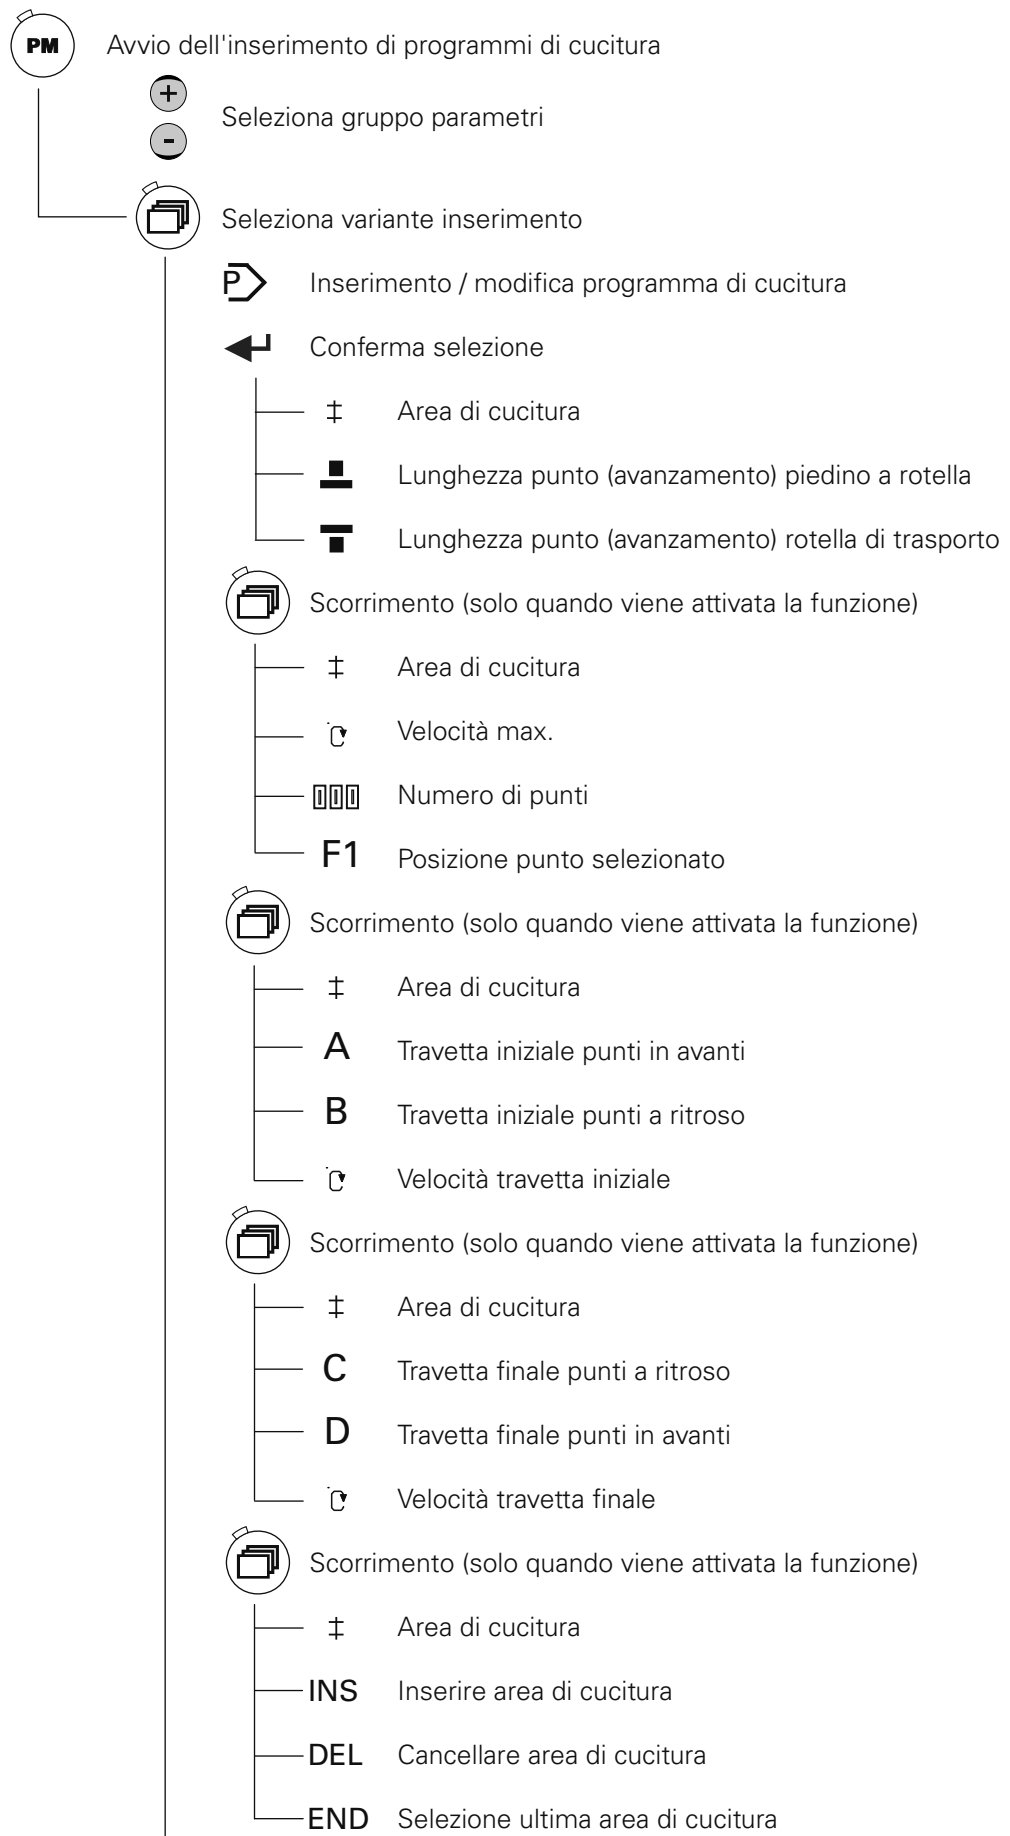 PM Avvio dell'inserimento di programmi di cucitura
+
- Seleziona gruppo parametri
Seleziona variante inserimento
P Inserimento / modifica programma di cucitura
Conferma selezione
‡ Area di cucitura
Lunghezza punto (avanzamento) piedino a rotella
Lunghezza punto (avanzamento) rotella di trasporto
Scorrimento (solo quando viene attivata la funzione)
‡ Area di cucitura
Velocità max.
Numero di punti
F1 Posizione punto selezionato
Scorrimento (solo quando viene attivata la funzione)
‡ Area di cucitura
A Travetta iniziale punti in avanti
B Travetta iniziale punti a ritroso
Velocità travetta iniziale
Scorrimento (solo quando viene attivata la funzione)
‡ Area di cucitura
C Travetta finale punti a ritroso
D Travetta finale punti in avanti
Velocità travetta finale
Scorrimento (solo quando viene attivata la funzione)
‡ Area di cucitura
INS Inserire area di cucitura
DEL Cancellare area di cucitura
END Selezione ultima area di cucitura